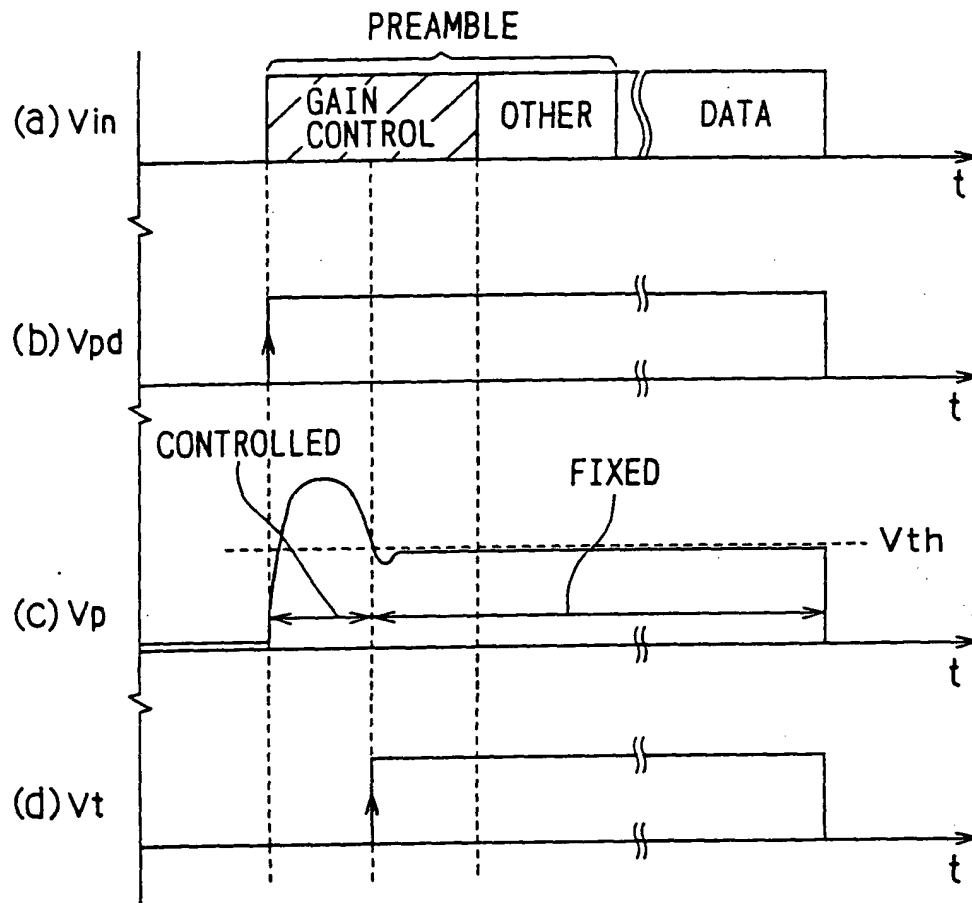 PREAMBLE
(a) Vin
GAIN
CONTROL
OTHER
DATA
t
(b) Vpd
t
CONTROLLED
FIXED
Vth
(c) Vp
t
(d) Vt
t